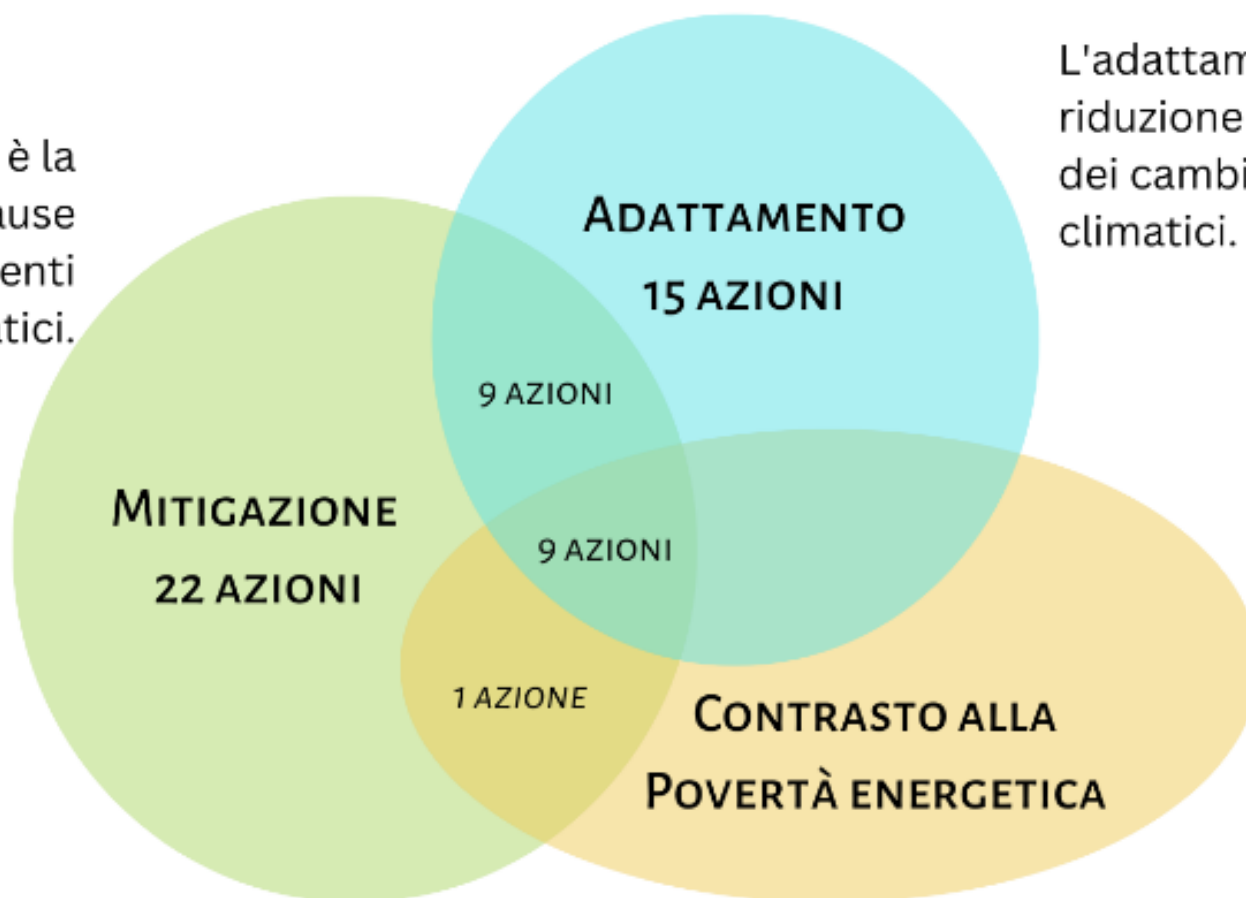 è la
ause
enti
tici.
L'adattam
riduzione
dei cambi
climatici.
ADATTAMENTO
15 AZIONI
9 AZIONI
MITIGAZIONE
22 AZIONI
9 AZIONI
1 AZIONE
CONTRASTO ALLA
POVERTÀ ENERGETICA